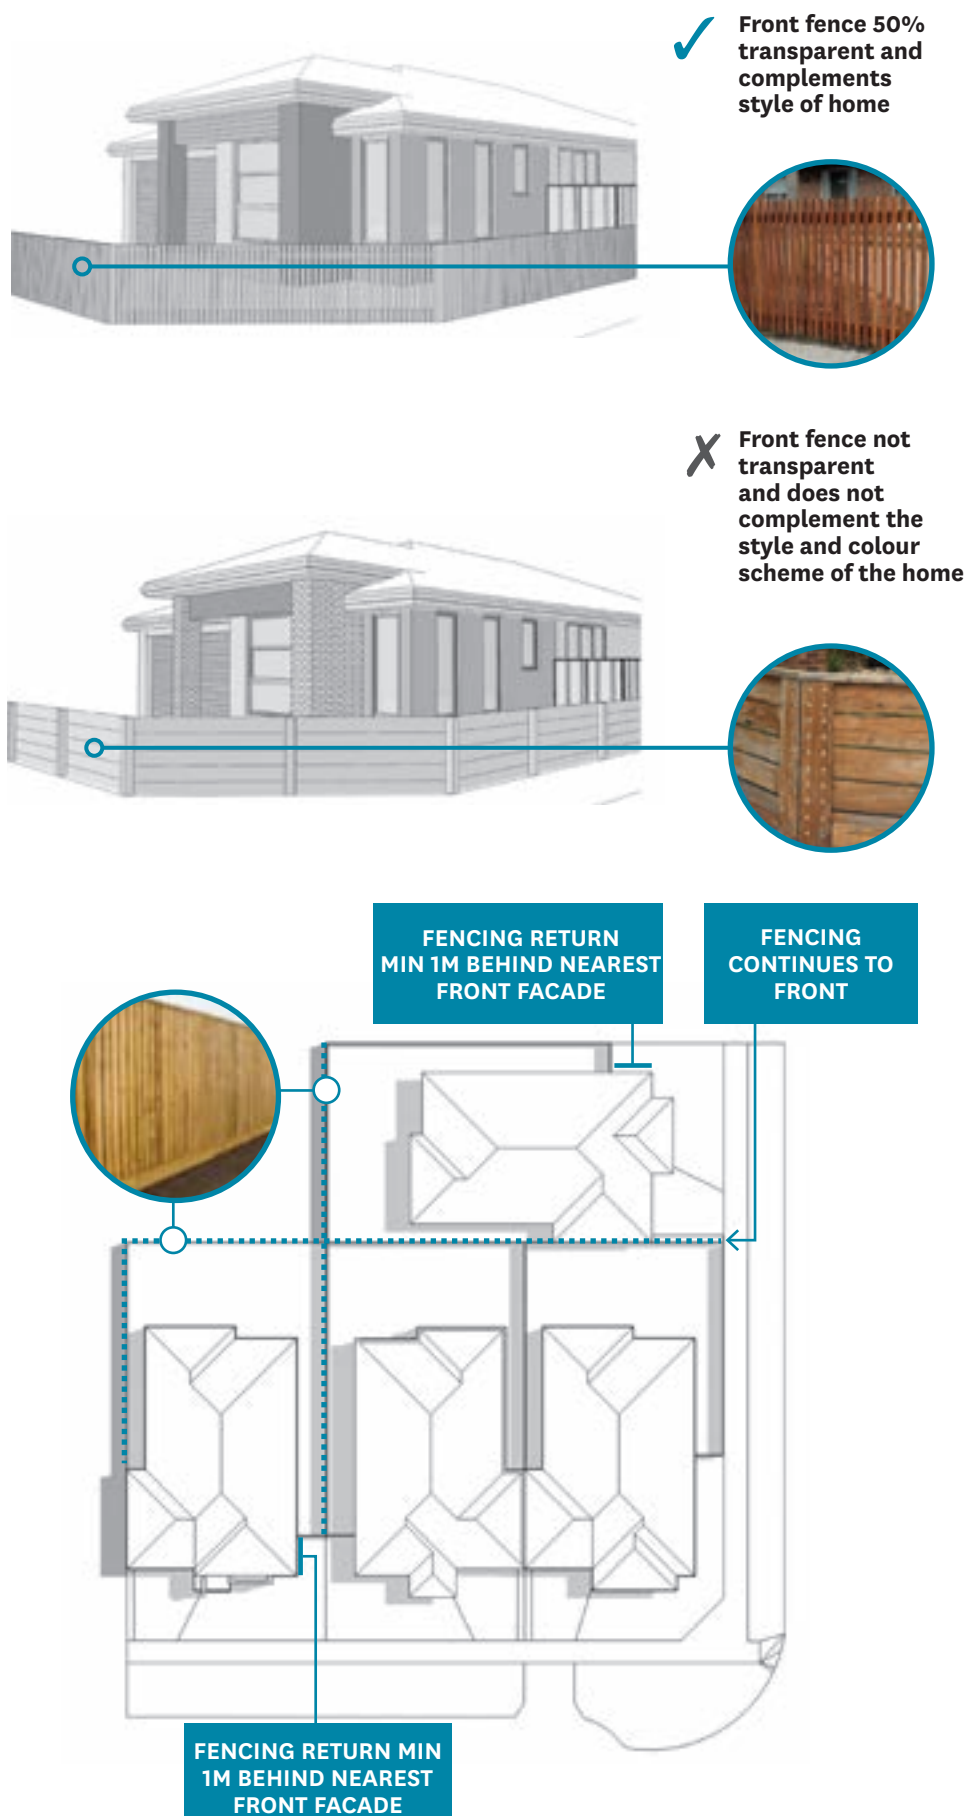 ✓ Front fence 50%
transparent and
complements
style of home
✗ Front fence not
transparent
and does not
complement the
style and colour
scheme of the home
FENCING RETURN
MIN 1M BEHIND NEAREST
FRONT FACADE
FENCING
CONTINUES TO
FRONT
FENCING RETURN MIN
1M BEHIND NEAREST
FRONT FACADE